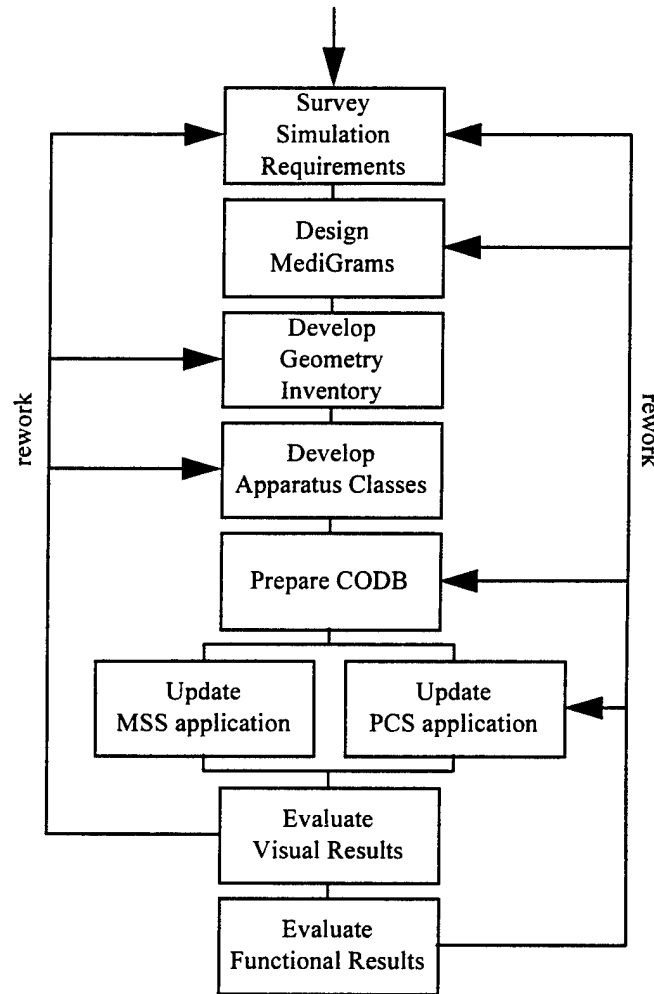 Survey
Simulation
Requirements
Design
MediGrams
Develop
Geometry
Inventory
rework
rework
Develop
Apparatus Classes
Prepare CODB
Update
MSS application
Update
PCS application
Evaluate
Visual Results
Evaluate
Functional Results